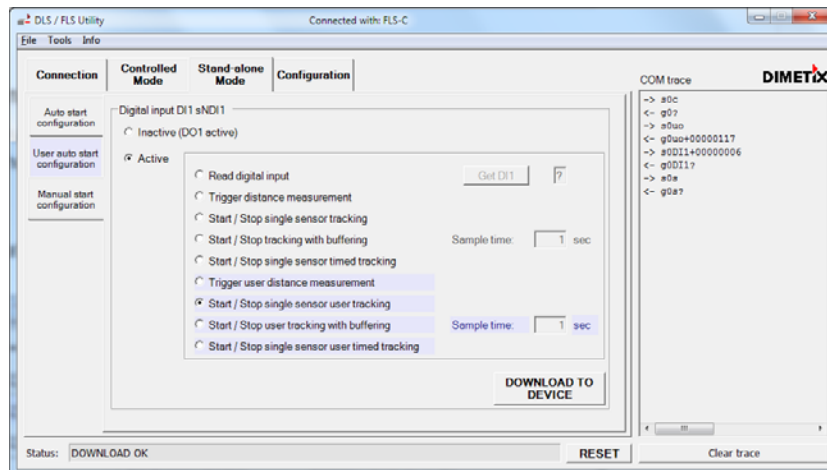 DLS / FLS Utility
Connected with: FLS-C
File Tools Info
Connection
Controlled Mode
Stand-alone Mode
Configuration
Auto start configuration
User auto start configuration
Manual start configuration
Digital input DI1 sNDI1
Inactive (DO1 active)
Active
Read digital input
Get DI1
?
Trigger distance measurement
Start / Stop single sensor tracking
Start / Stop tracking with buffering
Sample time: 1 sec
Start / Stop single sensor timed tracking
Trigger user distance measurement
Start / Stop single sensor user tracking
Start / Stop user tracking with buffering
Sample time: 1 sec
Start / Stop single sensor user timed tracking
DOWNLOAD TO DEVICE
COM trace
DIMETIX
-> s0c
<- g0?
-> s0uo
<- g0uo+00000117
-> s0DI1+00000006
<- g0DI1?
-> s0s
<- g0s?
Status: DOWNLOAD OK
RESET
Clear trace